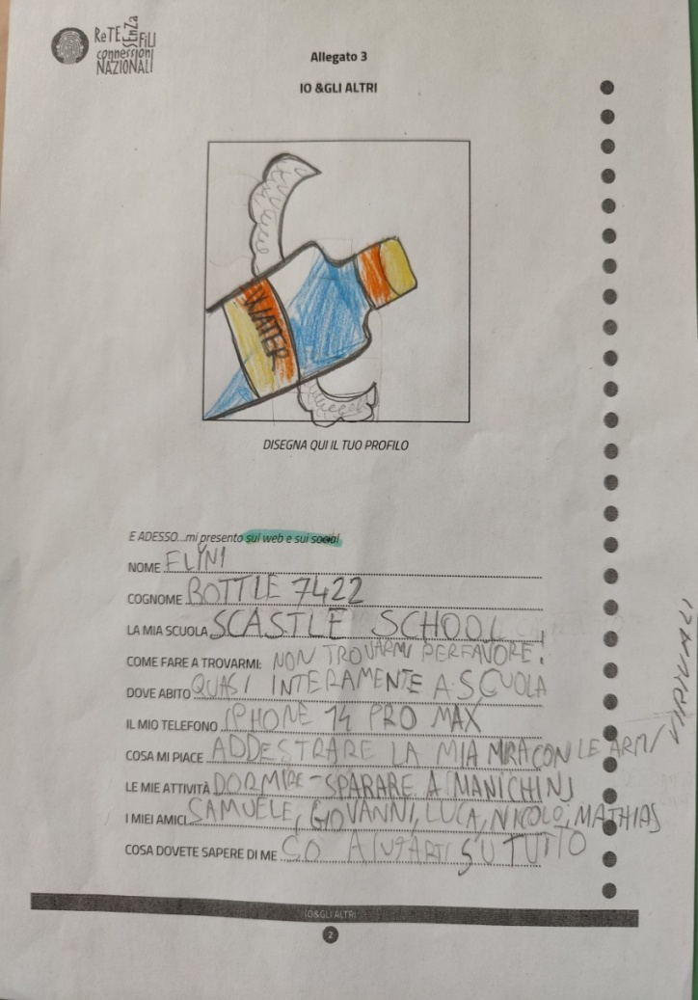 ReTE SEnZa FiLi
connessioni
NAZIONALI
Allegato 3
IO &GLI ALTRI
WATER
DISEGNA QUI IL TUO PROFILO
E ADESSO...mi presento sul web e sui social
NOME FLYNI
COGNOME BOTTLE 7422
LA MIA SCUOLA SCASTLE SCHOOL
COME FARE A TROVARMI: NON TROVARMI PERFAVORE!
DOVE ABITO QUASI INTERAMENTE A SCUOLA
IL MIO TELEFONO IPHONE 14 PRO MAX
COSA MI PIACE ADDESTRARE LA MIA MIRA CON LE ARMI VIRTUALI
LE MIE ATTIVITÀ DORMIRE - SPARARE A MANICHINI
I MIEI AMICI SAMUELE, GIOVANNI, LUCA, NICOLO, MATHIAS
COSA DOVETE SAPERE DI ME SO AIUTARTI SU TUTTO
IO&GLI ALTRI
2